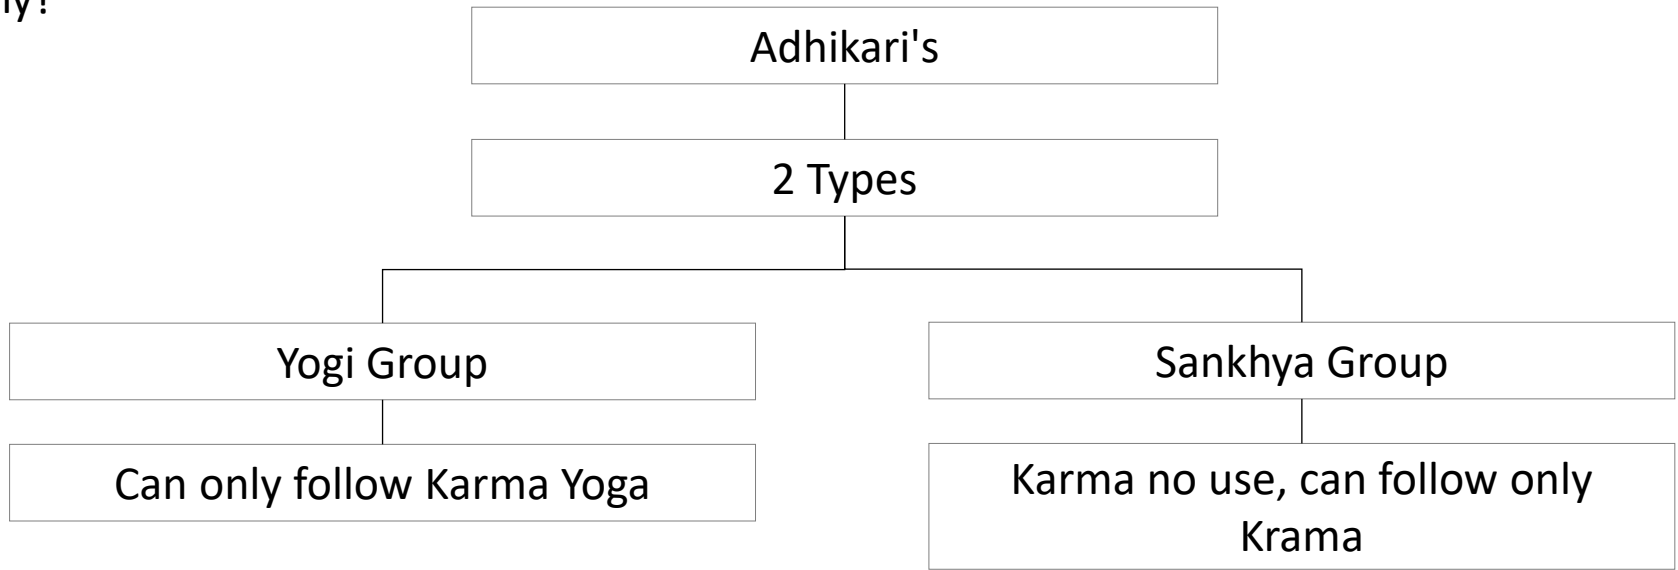 Adhikari's
2 Types
Yogi Group
Sankhya Group
Can only follow Karma Yoga
Karma no use, can follow only
Krama